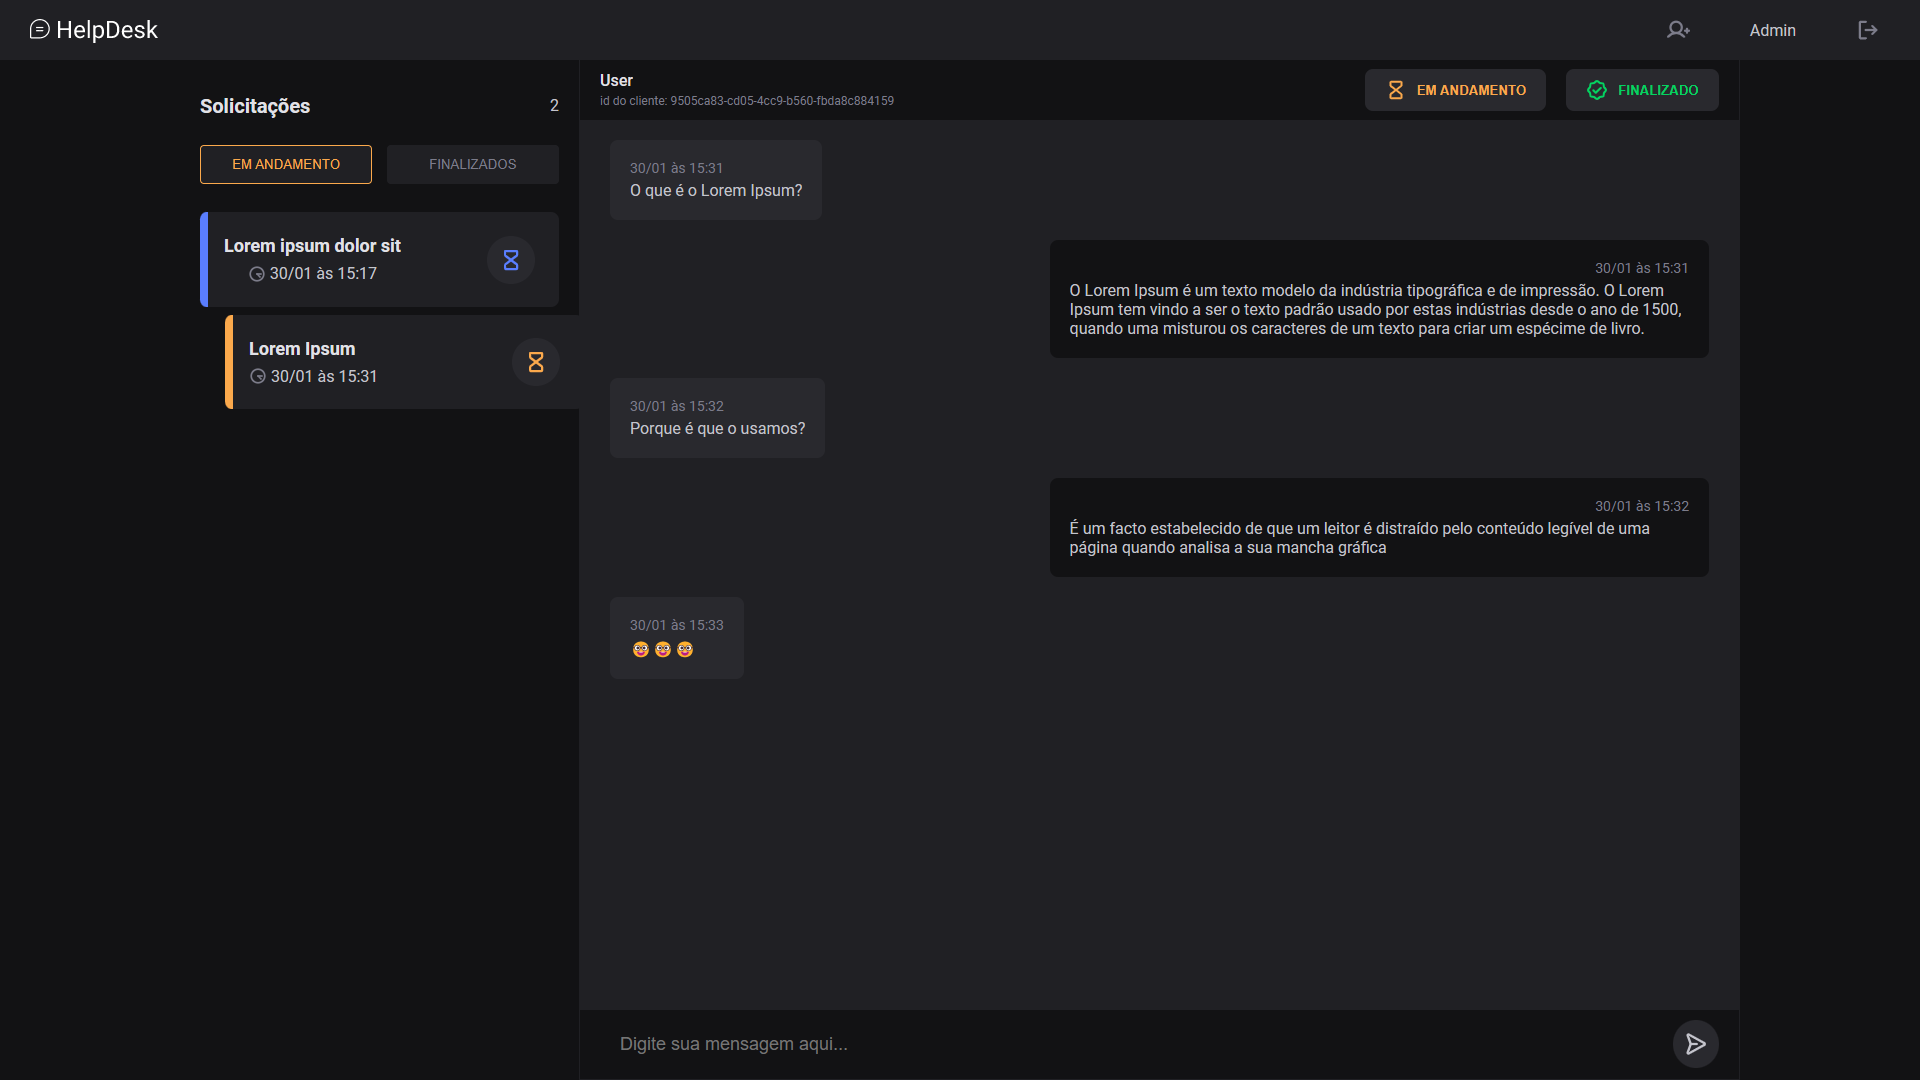 HelpDesk
Admin
Solicitações
2
EM ANDAMENTO
FINALIZADOS
Lorem ipsum dolor sit
30/01 às 15:17
Lorem Ipsum
30/01 às 15:31
User
id do cliente: 9505ca83-cd05-4cc9-b560-fbda8c884159
EM ANDAMENTO
FINALIZADO
30/01 às 15:31
O que é o Lorem Ipsum?
30/01 às 15:31
O Lorem Ipsum é um texto modelo da indústria tipográfica e de impressão. O Lorem
Ipsum tem vindo a ser o texto padrão usado por estas indústrias desde o ano de 1500,
quando uma misturou os caracteres de um texto para criar um espécime de livro.
30/01 às 15:32
Porque é que o usamos?
30/01 às 15:32
É um facto estabelecido de que um leitor é distraído pelo conteúdo legível de uma
página quando analisa a sua mancha gráfica
30/01 às 15:33
Digite sua mensagem aqui...